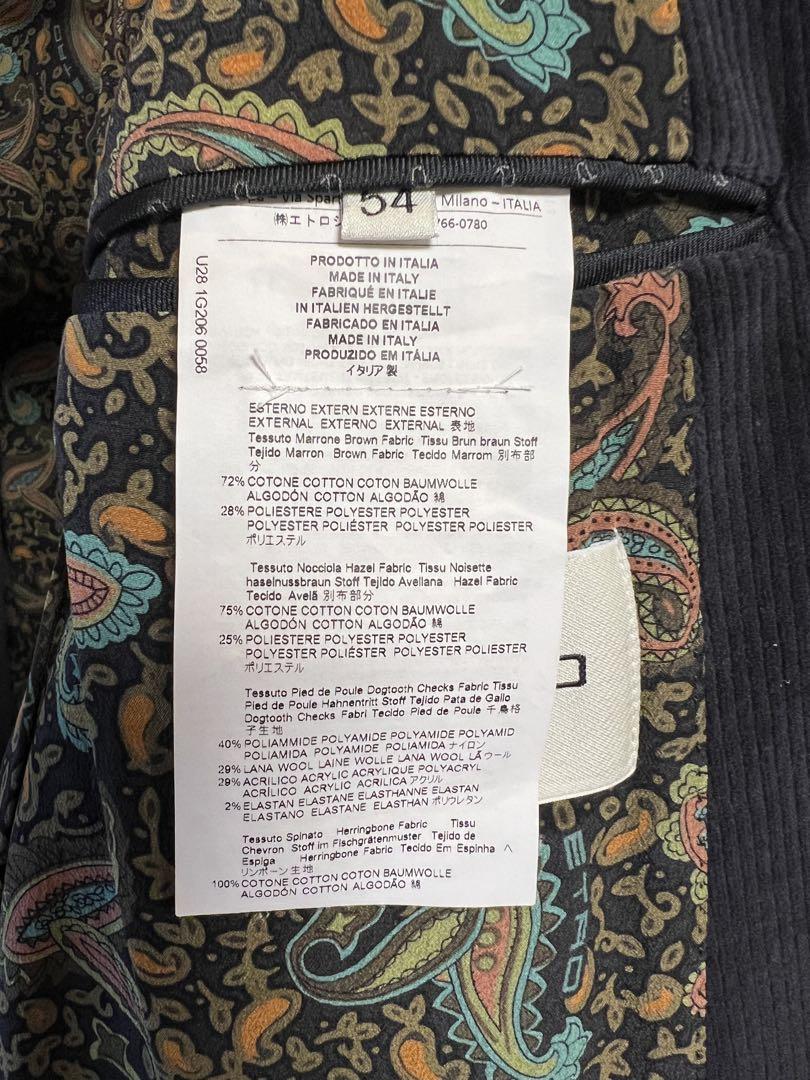 54
Milano – ITALIA
㈱エトロジ
766-0780
U28 1G206 0058
PRODOTTO IN ITALIA
MADE IN ITALY
FABRIQUÉ EN ITALIE
IN ITALIEN HERGESTELLT
FABRICADO EN ITALIA
MADE IN ITALY
PRODUZIDO EM ITÁLIA
イタリア製
ESTERNO EXTERN EXTERNE ESTERNO
EXTERNAL EXTERNO EXTERNAL 表地
Tessuto Marrone Brown Fabric Tissu Brun braun Stoff
Tejido Marron Brown Fabric Tecido Marrom 別布部
分
72% COTONE COTTON COTON BAUMWOLLE
ALGODÓN COTTON ALGODÃO 綿
28% POLIESTERE POLYESTER POLYESTER
POLYESTER POLIÉSTER POLYESTER POLIESTER
ポリエステル
Tessuto Nocciola Hazel Fabric Tissu Noisette
haselnussbraun Stoff Tejido Avellana Hazel Fabric
Tecido Avelã 別布部分
75% COTONE COTTON COTON BAUMWOLLE
ALGODÓN COTTON ALGODÃO 綿
25% POLIESTERE POLYESTER POLYESTER
POLYESTER POLIÉSTER POLYESTER POLIESTER
ポリエステル
Tessuto Pied de Poule Dogtooth Checks Fabric Tissu
Pied de Poule Hahnentritt Stoff Tejido Pata de Gallo
Dogtooth Checks Fabri Tecido Pied de Poule 千鳥格
子生地
40% POLIAMMIDE POLYAMIDE POLYAMIDE POLYAMID
POLIAMIDA POLYAMIDE POLIAMIDA ナイロン
29% LANA WOOL LAINE WOLLE LANA WOOL LÃ ウール
29% ACRILICO ACRYLIC ACRYLIQUE POLYACRYL
ACRÍLICO ACRYLIC ACRILICA アクリル
2% ELASTAN ELASTANE ELASTHANNE ELASTAN
ELASTANO ELASTANE ELASTHAN ポリウレタン
Tessuto Spinato Herringbone Fabric Tissu
Chevron Stoff im Fischgrätenmuster Tejido de
Espiga Herringbone Fabric Tecido Em Espinha ヘ
リンボーン生地
100% COTONE COTTON COTON BAUMWOLLE
ALGODÓN COTTON ALGODÃO 綿
ETRO